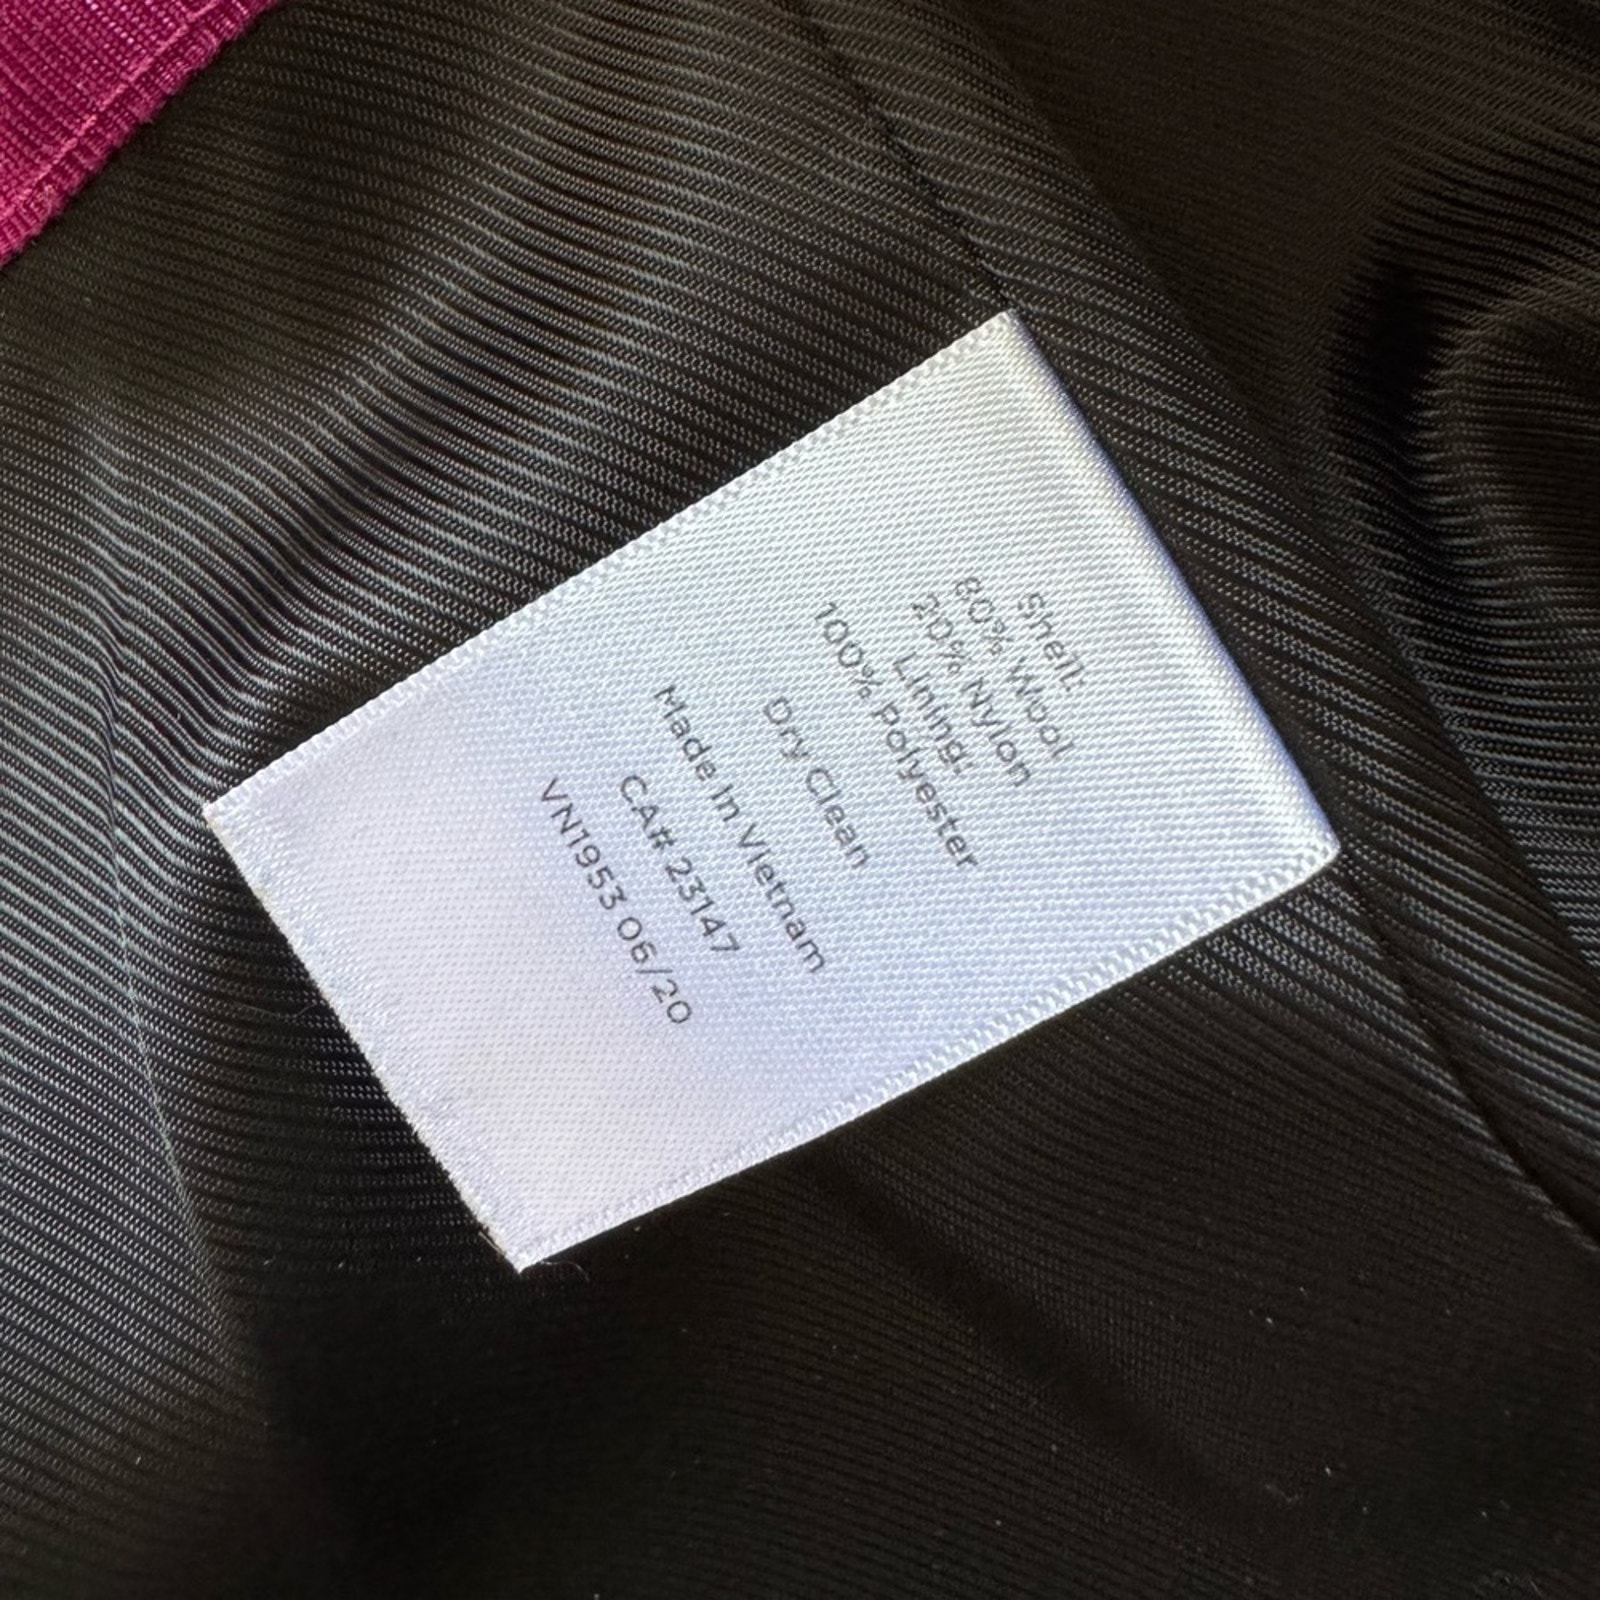 Shell:
80% Wool
20% Nylon
Lining:
100% Polyester
Dry Clean
Made In Vietnam
CA# 23147
VN1953 06/20